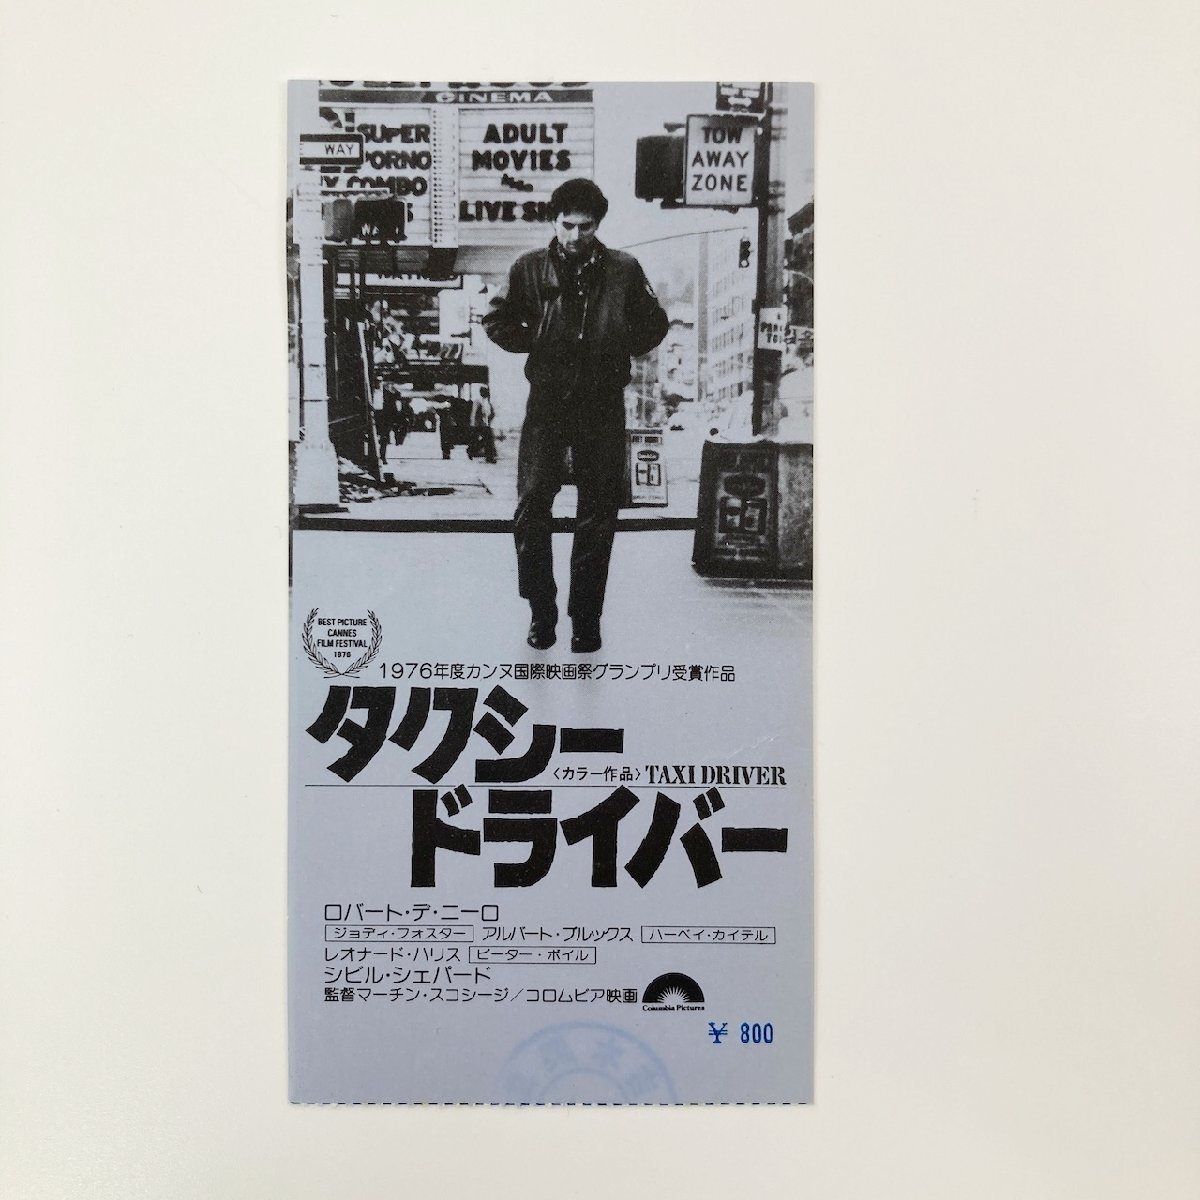 CINEMA
SUPER
PORNO
COMBO
ADULT
MOVIES
LIVE SH
WAY
TOW
AWAY
ZONE
BEST PICTURE
CANNES
FILM FESTIVAL
1976
1976年度カンヌ国際映画祭グランプリ受賞作品
タクシー
〈カラー作品〉TAXI DRIVER
ドライバー
ロバート・デ・ニーロ
ジョディ・フォスター アルバート・ブルックス ハーベイ・カイテル
レオナード・ハリス ピーター・ボイル
シビル・シェパード
監督マーチン・スコシージ／コロムビア映画
Columbia Pictures
¥ 800